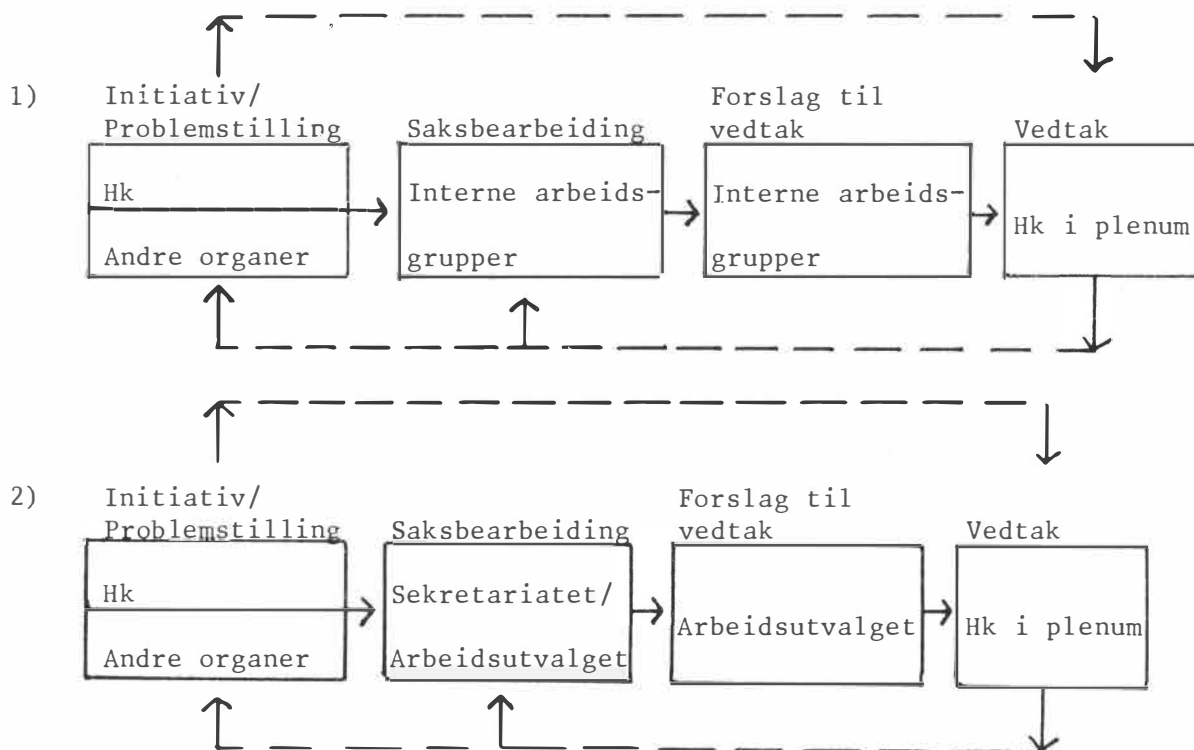 1)
Initiativ/
Problemstilling
Hk
Andre organer
Saksbearbeiding
Interne arbeids-
grupper
Forslag til
vedtak
Interne arbeids-
grupper
Vedtak
Hk i plenum
2)
Initiativ/
Problemstilling
Hk
Andre organer
Saksbearbeiding
Sekretariatet/
Arbeidsutvalget
Forslag til
vedtak
Arbeidsutvalget
Vedtak
Hk i plenum